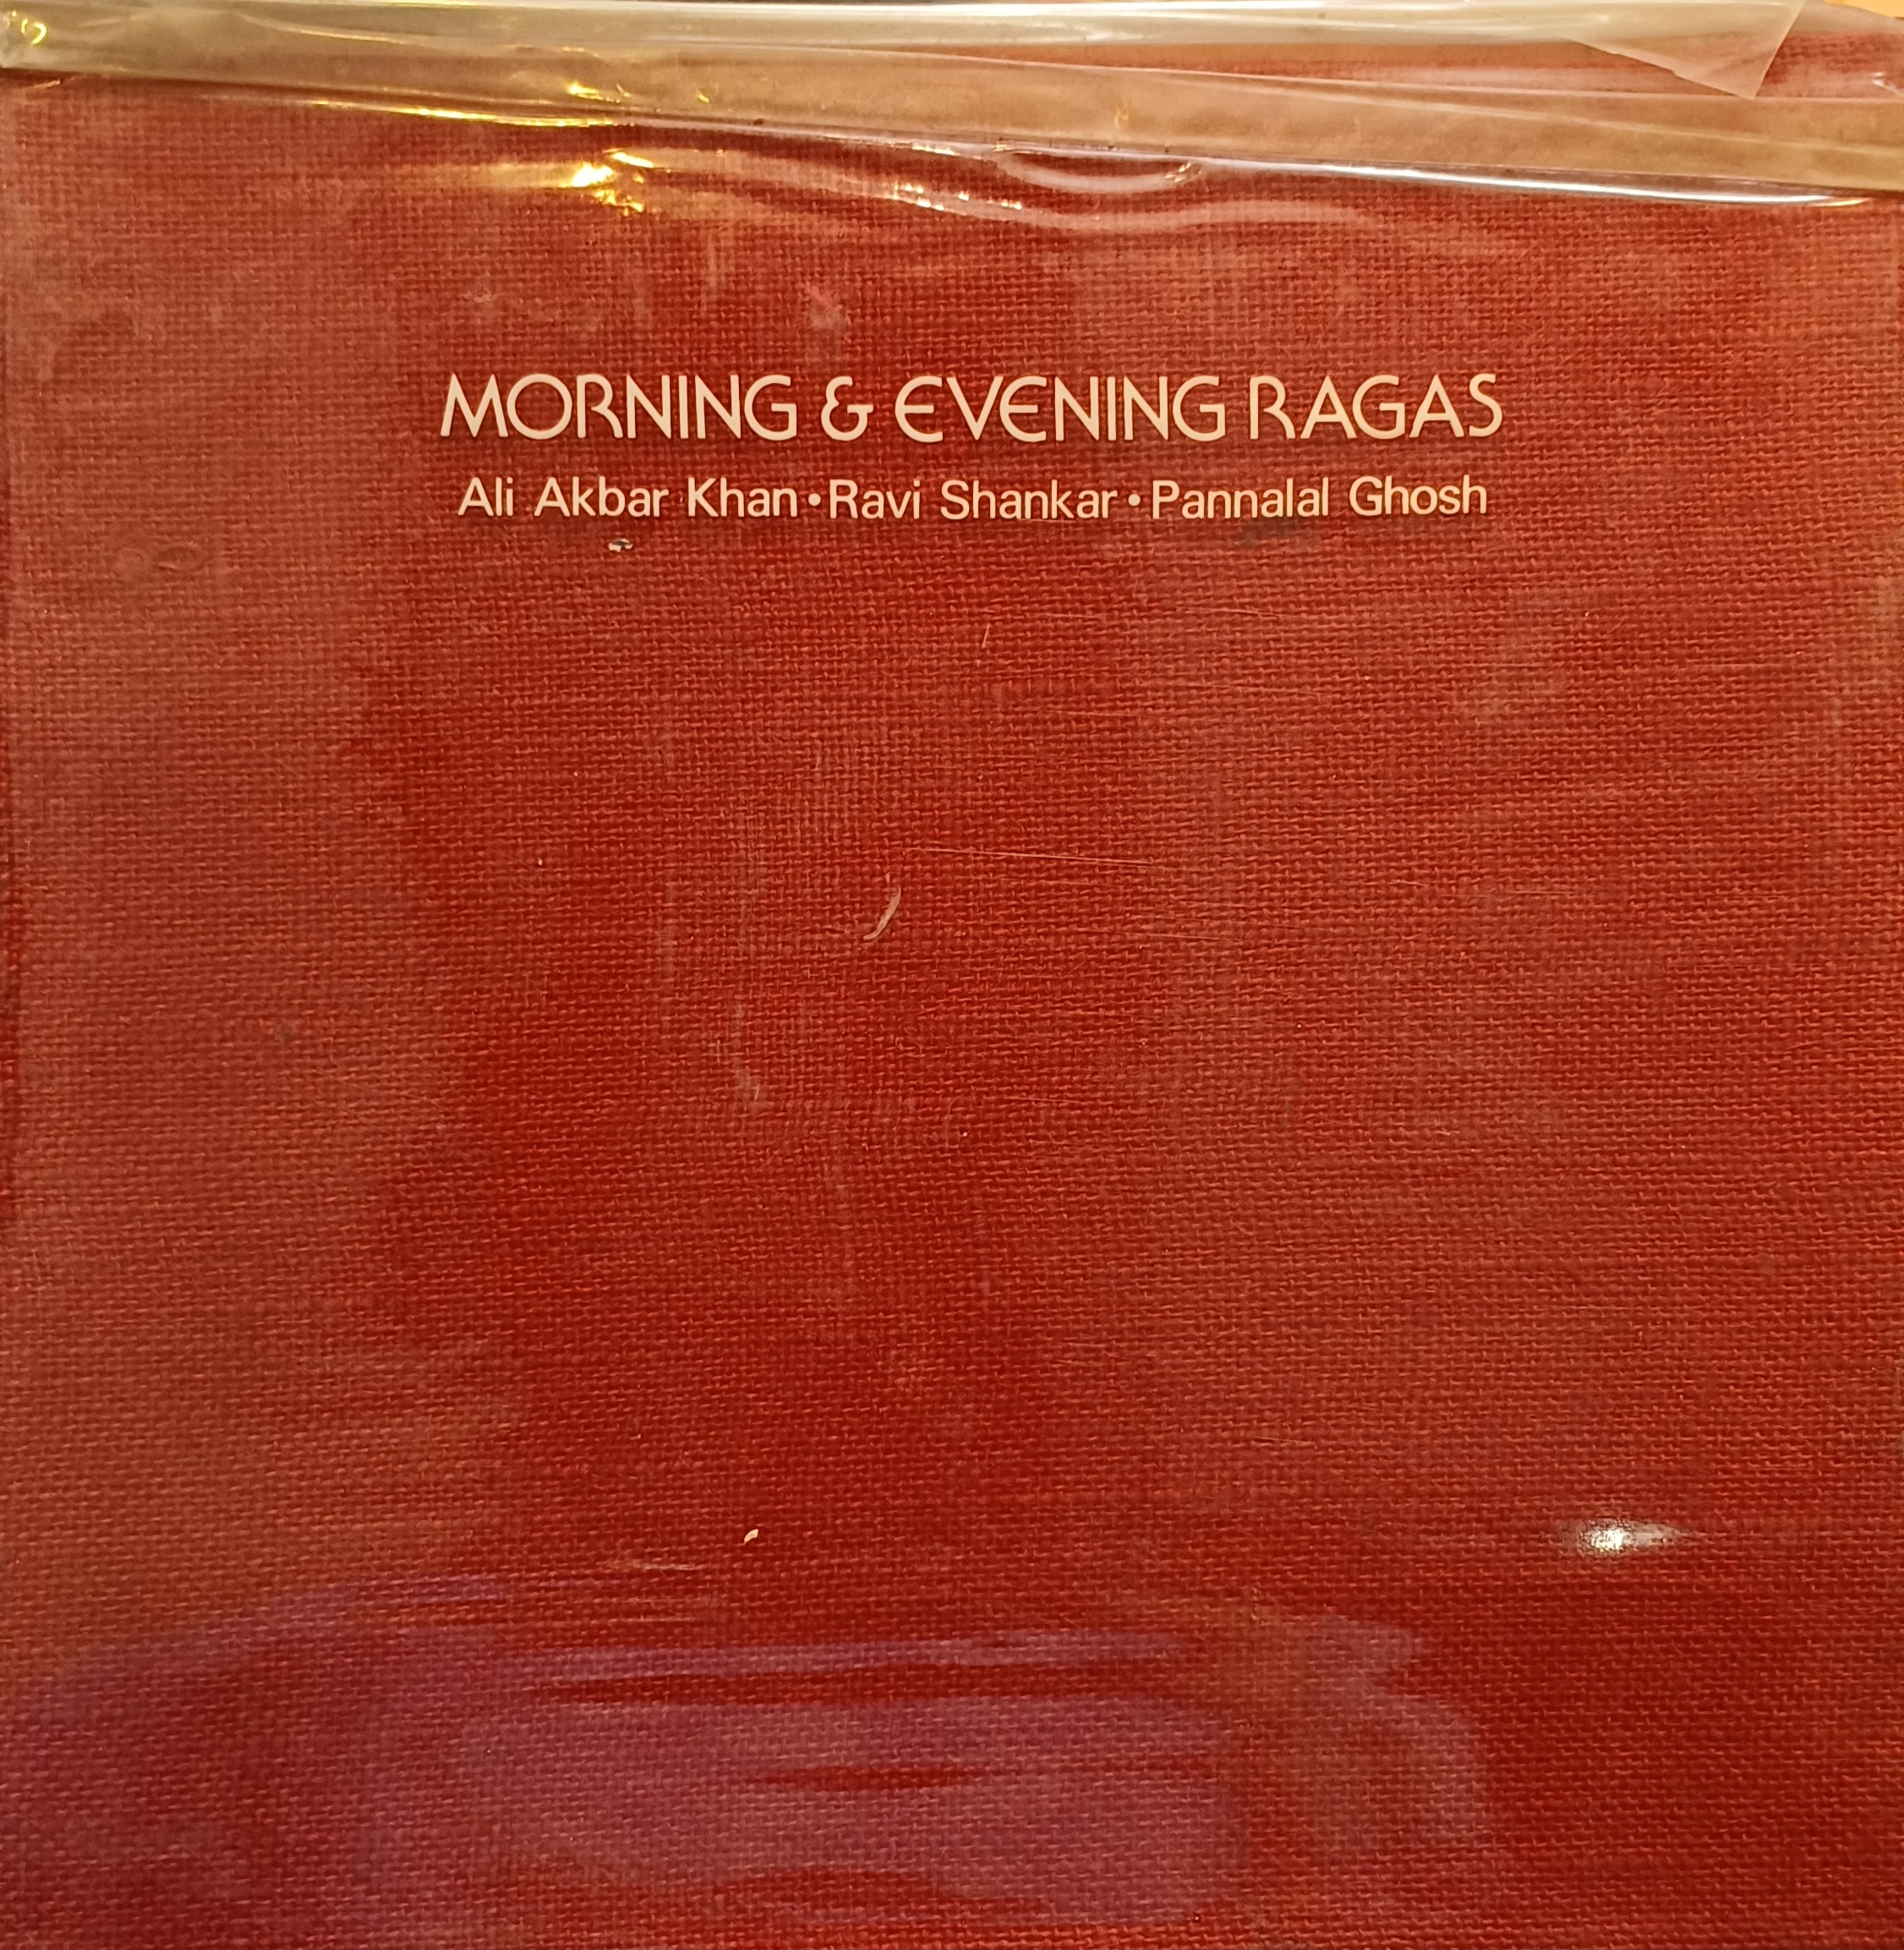 MORNING & EVENING RAGAS
Ali Akbar Khan•Ravi Shankar•Pannalal Ghosh